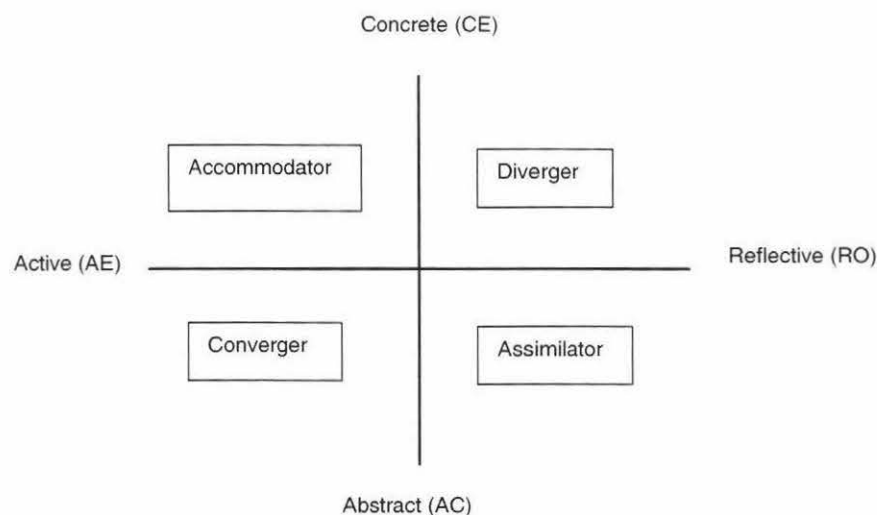 Concrete (CE)
Accommodator
Diverger
Active (AE)
Reflective (RO)
Converger
Assimilator
Abstract (AC)